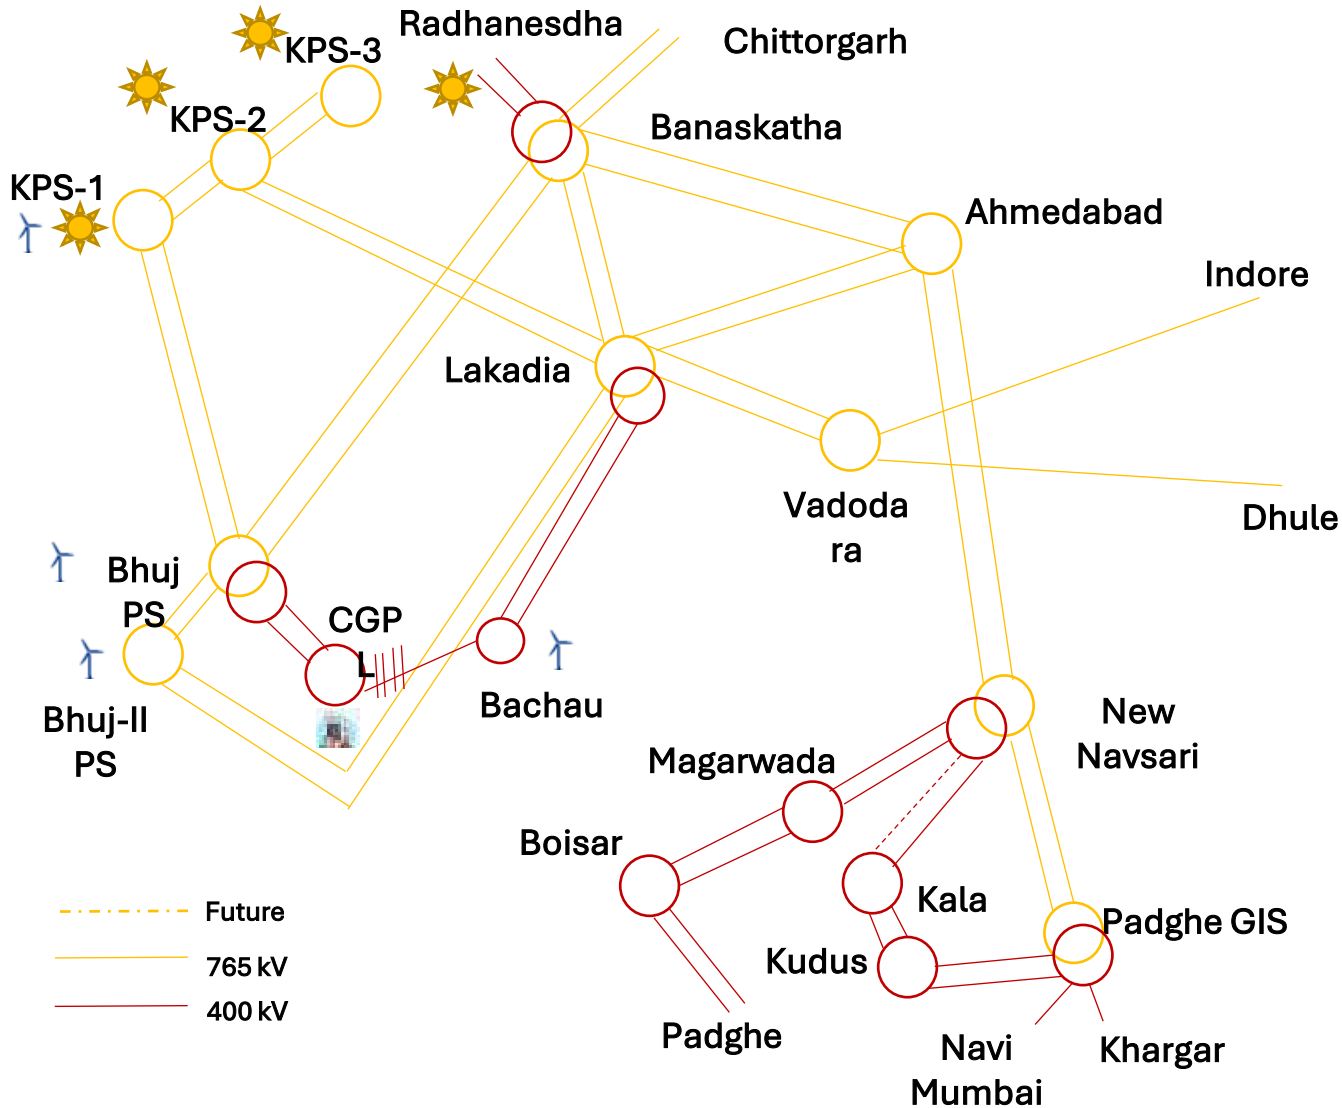 Radhanesdha
Chittorgarh
KPS-3
KPS-2
Banaskatha
KPS-1
Ahmedabad
Indore
Lakadia
Vadoda
ra
Dhule
Bhuj
PS
CGP
L
Bhuj-II
PS
Bachau
New
Navsari
Magarwada
Boisar
Kala
Padghe GIS
Kudus
Padghe
Navi
Mumbai
Khargar
Future
765 kV
400 kV